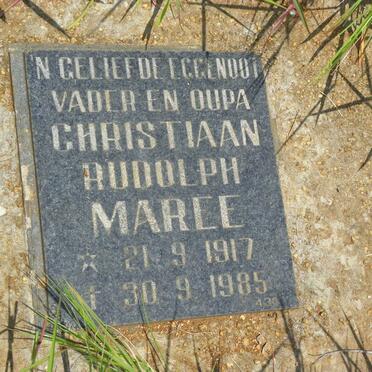 'N GELIEFDE EGGENOOT
VADER EN OUPA
CHRISTIAAN
RUDOLPH
MAREE
☆ 21.9.1917
† 30.9.1985